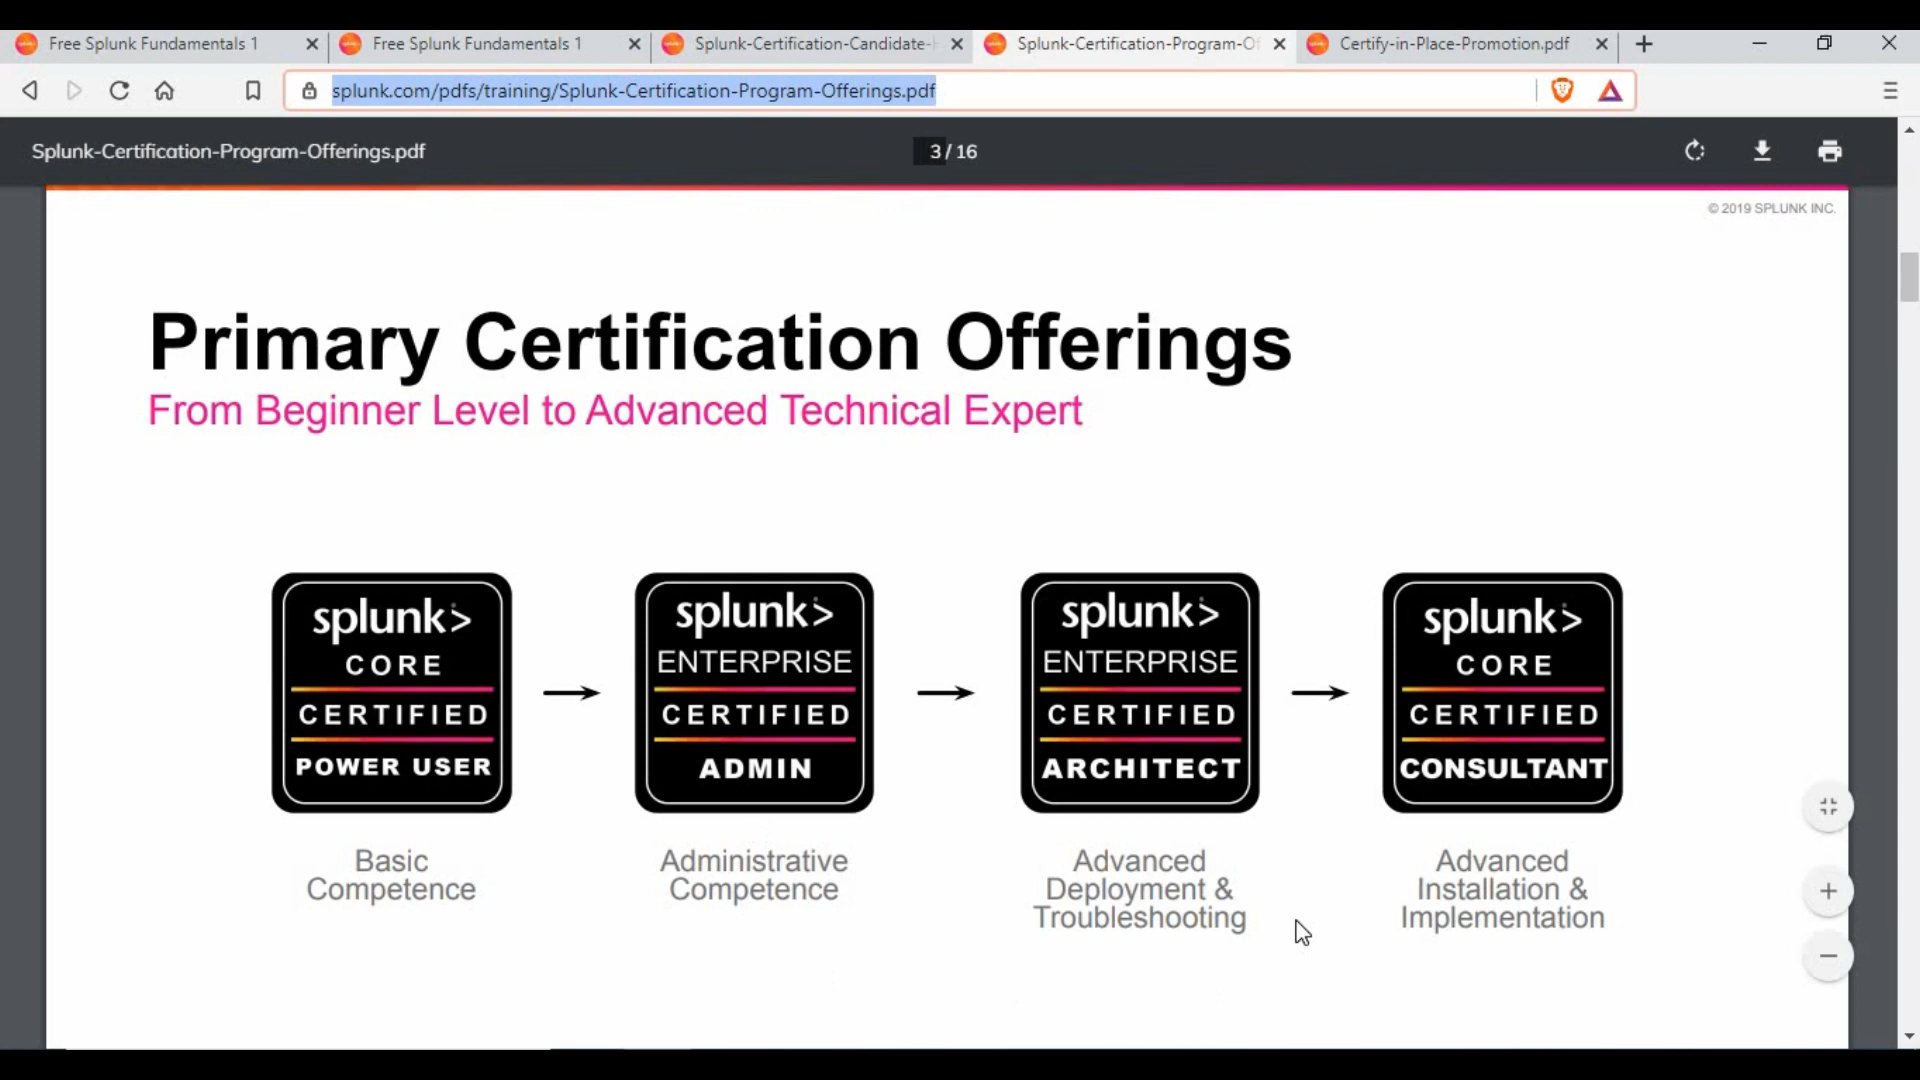 Free Splunk Fundamentals 1
Free Splunk Fundamentals 1
Splunk-Certification-Candidate-
Splunk-Certification-Program-O
Certify-in-Place-Promotion.pdf
splunk.com/pdfs/training/Splunk-Certification-Program-Offerings.pdf
Splunk-Certification-Program-Offerings.pdf
3 / 16
© 2019 SPLUNK INC.
Primary Certification Offerings
From Beginner Level to Advanced Technical Expert
splunk>
CORE
CERTIFIED
POWER USER
Basic
Competence
splunk>
ENTERPRISE
CERTIFIED
ADMIN
Administrative
Competence
splunk>
ENTERPRISE
CERTIFIED
ARCHITECT
Advanced
Deployment &
Troubleshooting
splunk>
CORE
CERTIFIED
CONSULTANT
Advanced
Installation &
Implementation